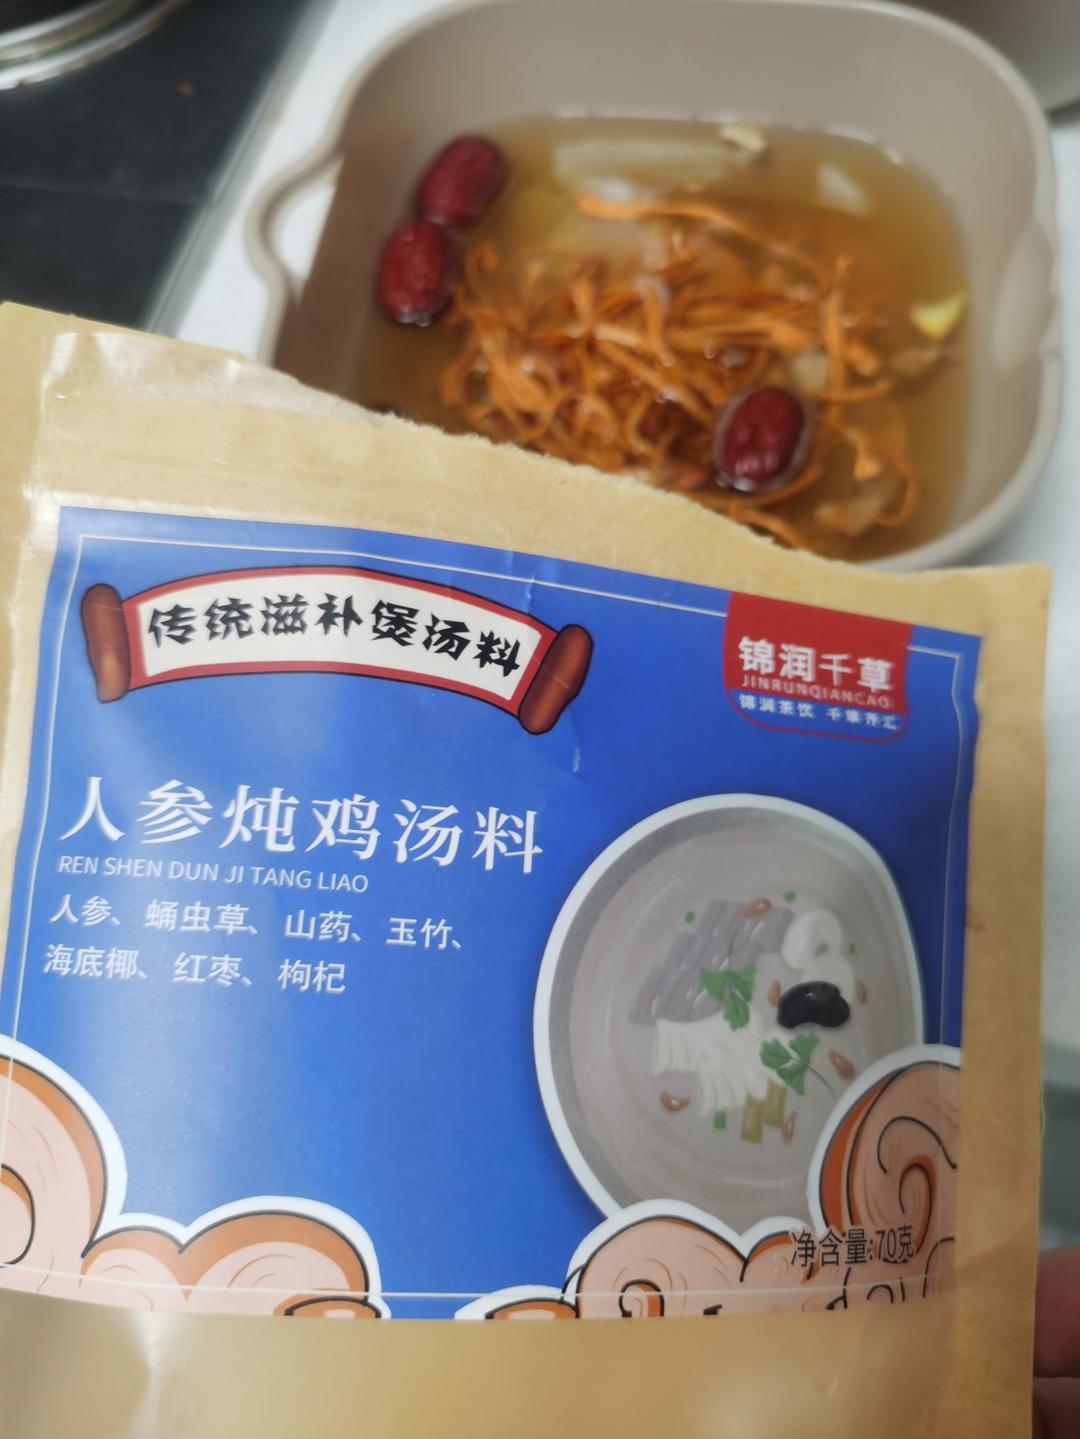 传统滋补煲汤料
锦润千草
JINRUNQIANCAO
锦润茶饮 千草养汇
人参炖鸡汤料
REN SHEN DUN JI TANG LIAO
人参、蛹虫草、山药、玉竹、
海底椰、红枣、枸杞
净含量:70克